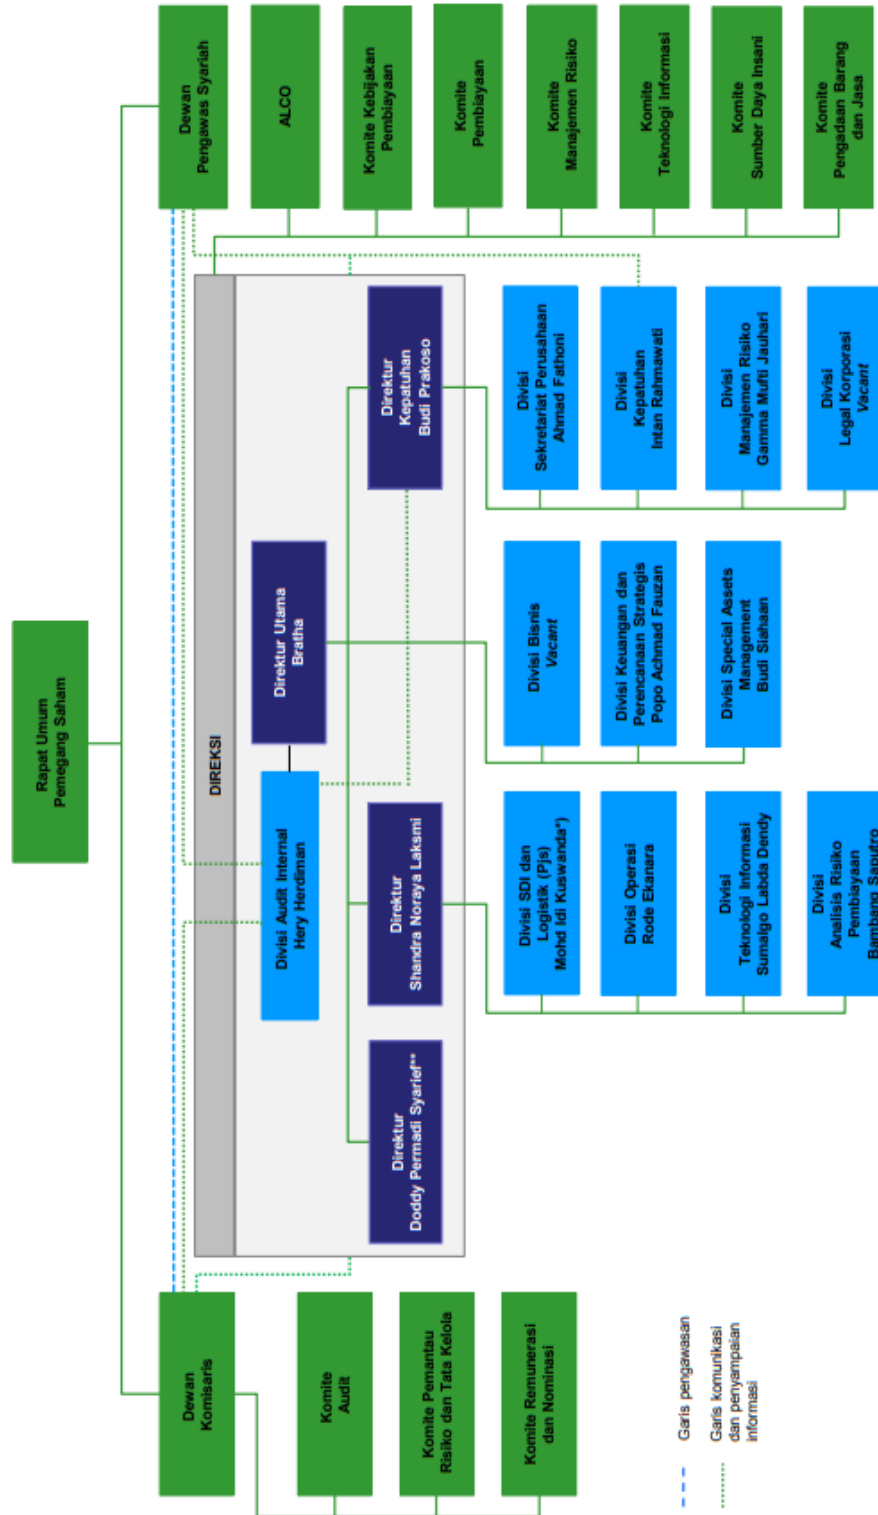 Rapat Umum
Pemegang Saham
Dewan
Komisaris
Dewan
Pengawas Syariah
DIREKSI
Komite
Audit
Komite Pemantau
Risiko dan Tata Kelola
Komite Remunerasi
dan Nominasi
Divisi Audit Internal
Hery Herdiman
Direktur Utama
Bratha
Direktur
Doddy Permadi Syarief**
Direktur
Shandra Noraya Laksmi
Direktur
Kepatuhan
Budi Prakoso
Divisi SDI dan
Logistik (Pjs)
Mohd Idi Kuswanda*)
Divisi Operasi
Rode Ekanara
Divisi
Teknologi Informasi
Sumalgo Labda Dendy
Divisi
Analisis Risiko
Pembiayaan
Bambang Saputro
Divisi Bisnis
Vacant
Divisi Keuangan dan
Perencanaan Strategis
Popo Achmad Fauzan
Divisi Special Assets
Management
Budi Siahaan
Divisi
Sekretariat Perusahaan
Ahmad Fathoni
Divisi
Kepatuhan
Intan Rahmawati
Divisi
Manajemen Risiko
Gamma Mufti Jauhari
Divisi
Legal Korporasi
Vacant
ALCO
Komite Kebijakan
Pembiayaan
Komite
Pembiayaan
Komite
Manajemen Risiko
Komite
Teknologi Informasi
Komite
Sumber Daya Insani
Komite
Pengadaan Barang
dan Jasa
Garis pengawasan
Garis komunikasi
dan penyampaian
informasi